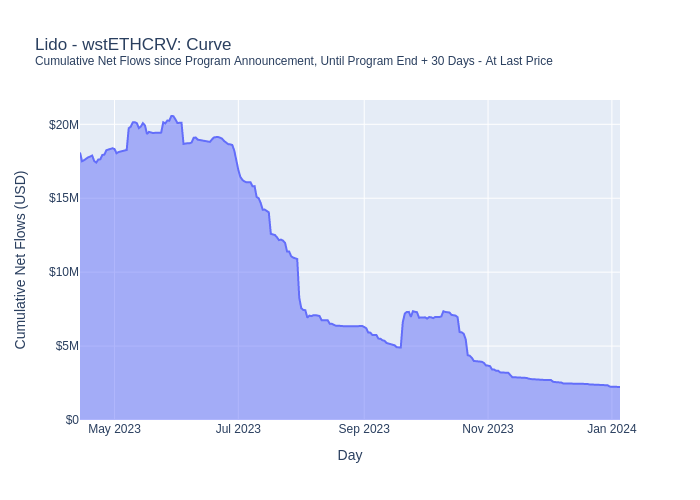 Lido - wstETHCRV: Curve
Cumulative Net Flows since Program Announcement, Until Program End + 30 Days - At Last Price
Cumulative Net Flows (USD)
$20M
$15M
$10M
$5M
$0
May 2023
Jul 2023
Sep 2023
Nov 2023
Jan 2024
Day